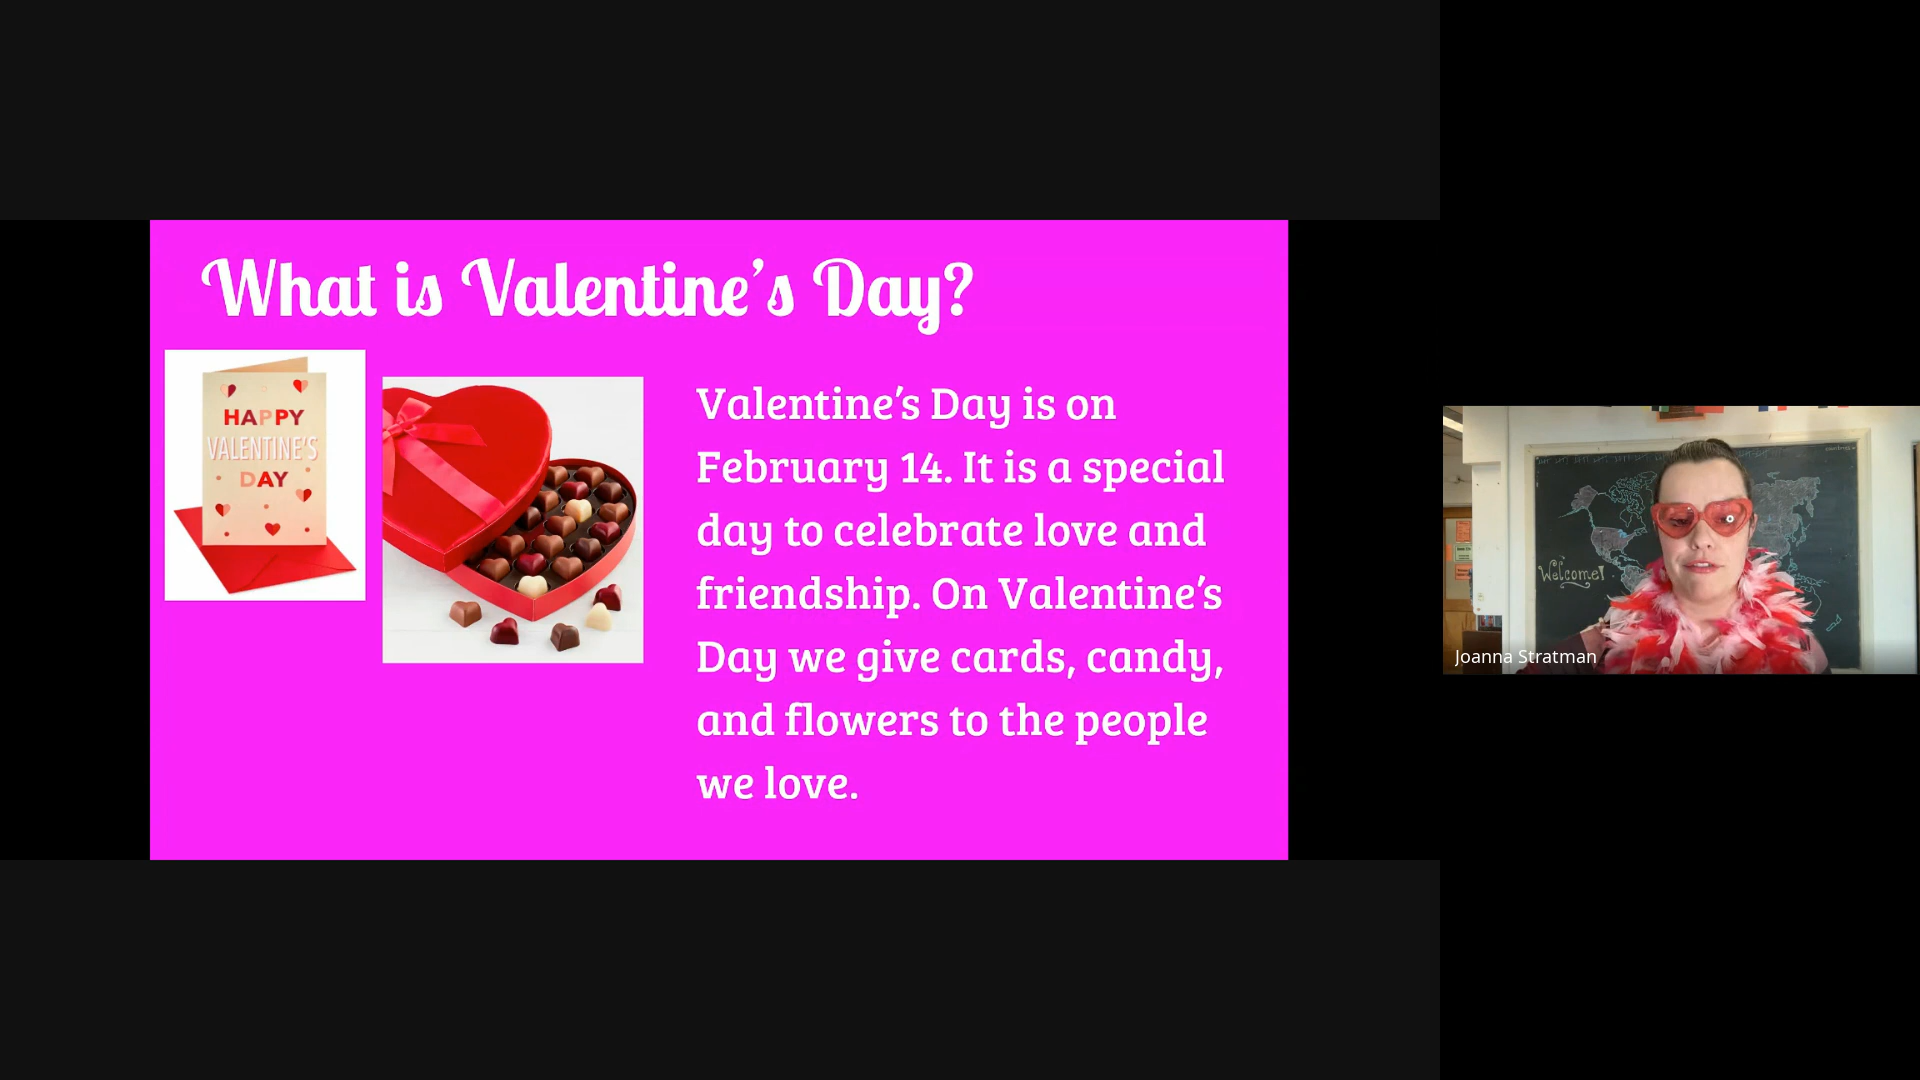 What is Valentine's Day?
HAPPY
VALENTINE'S
DAY
Valentine's Day is on
February 14. It is a special
day to celebrate love and
friendship. On Valentine's
Day we give cards, candy,
and flowers to the people
we love.
Welcome!
Joanna Stratman